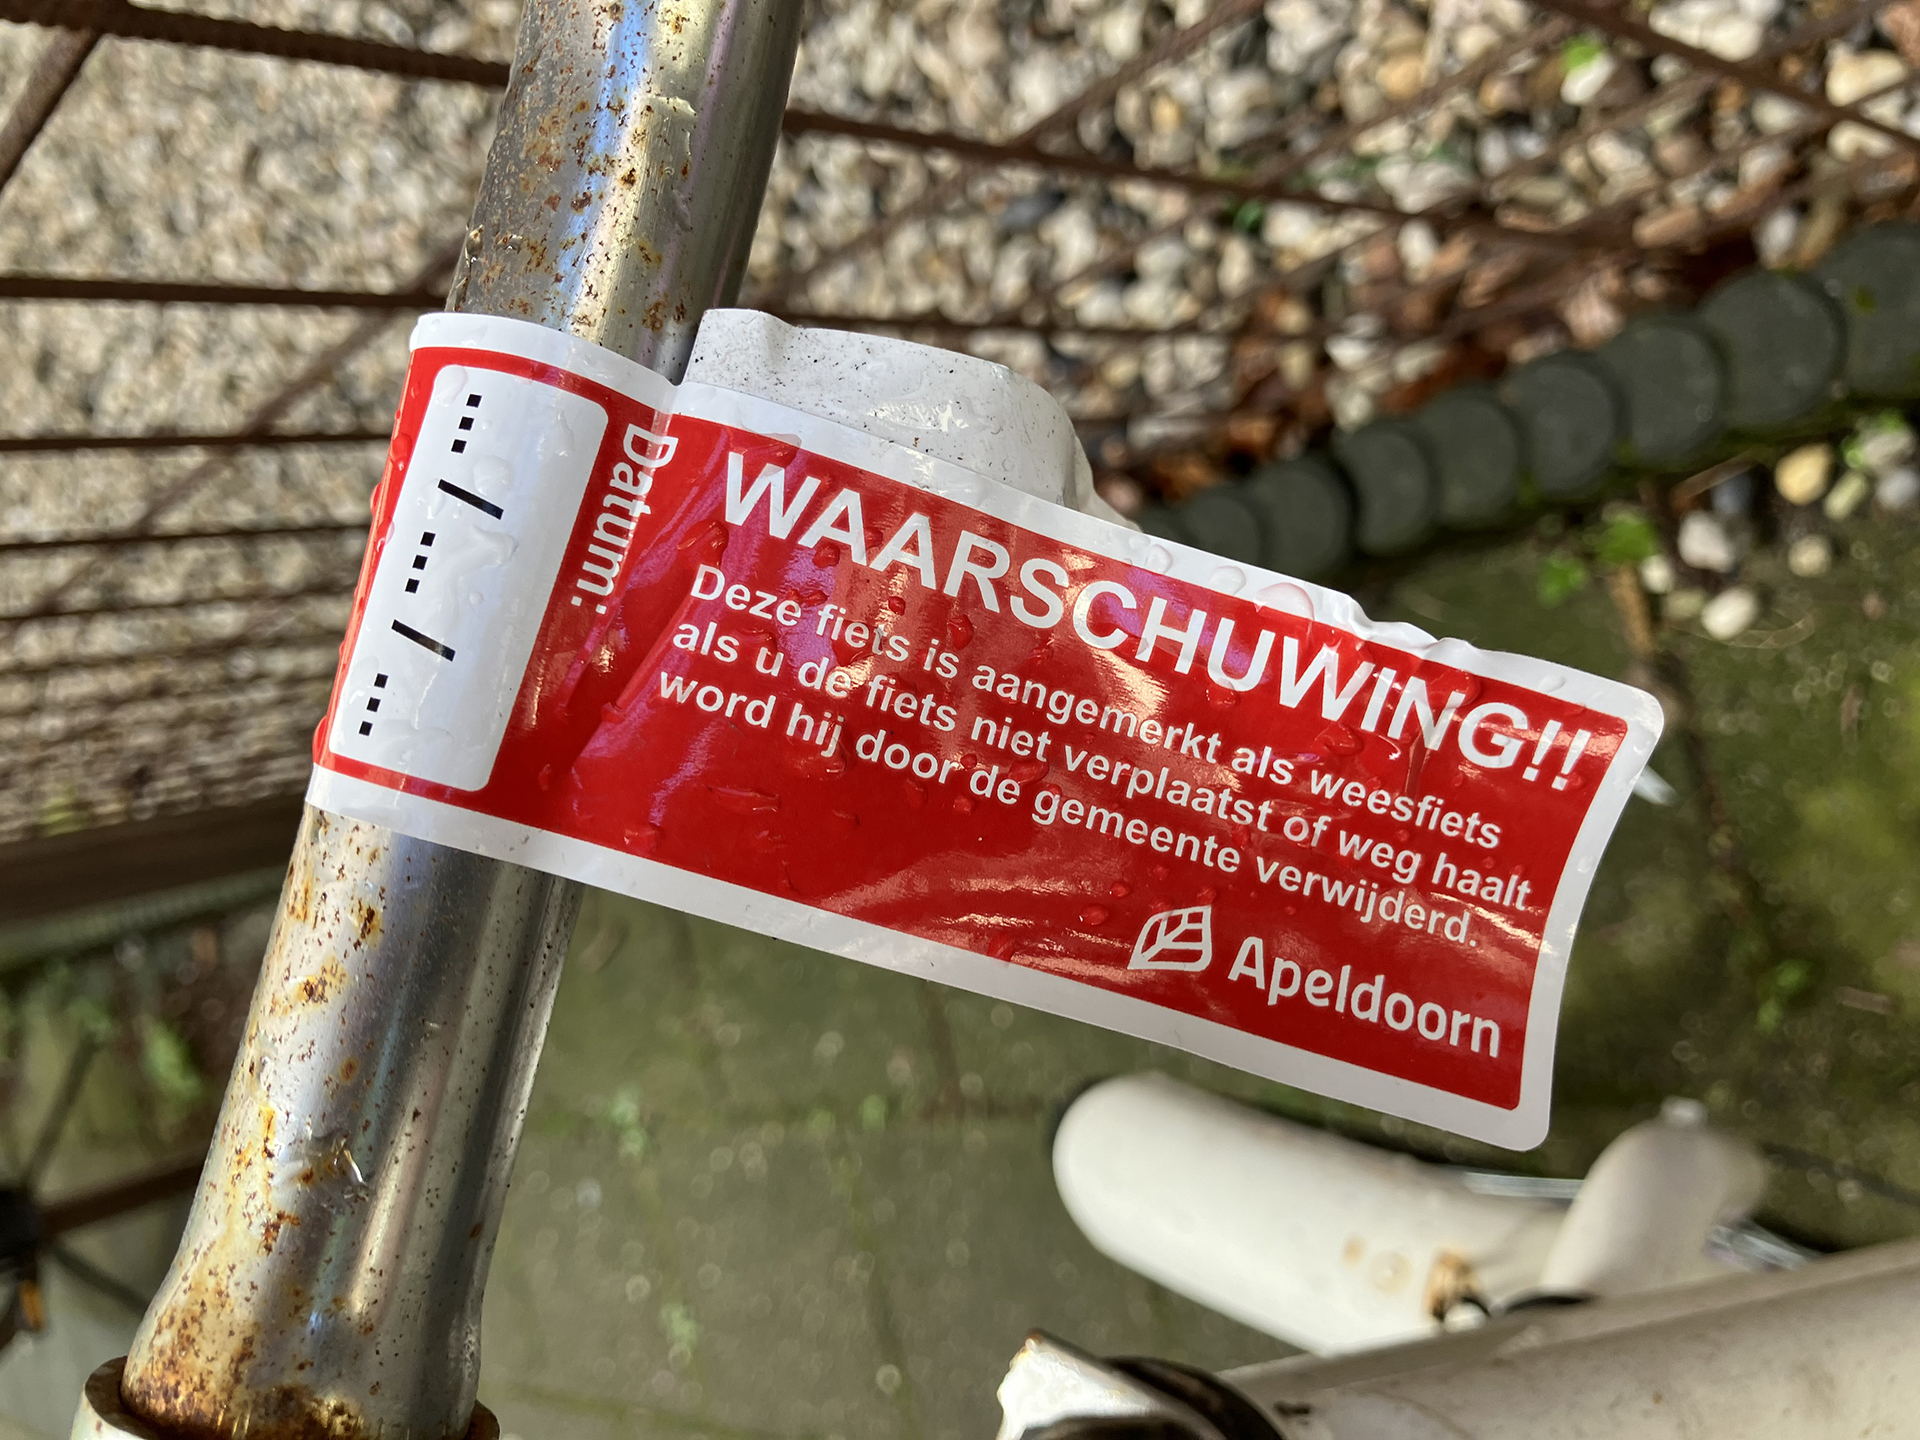 ... / ... / ...
Datum:
WAARSCHUWING!!
Deze fiets is aangemerkt als weesfiets
als u de fiets niet verplaatst of weg haalt
word hij door de gemeente verwijderd.
Apeldoorn